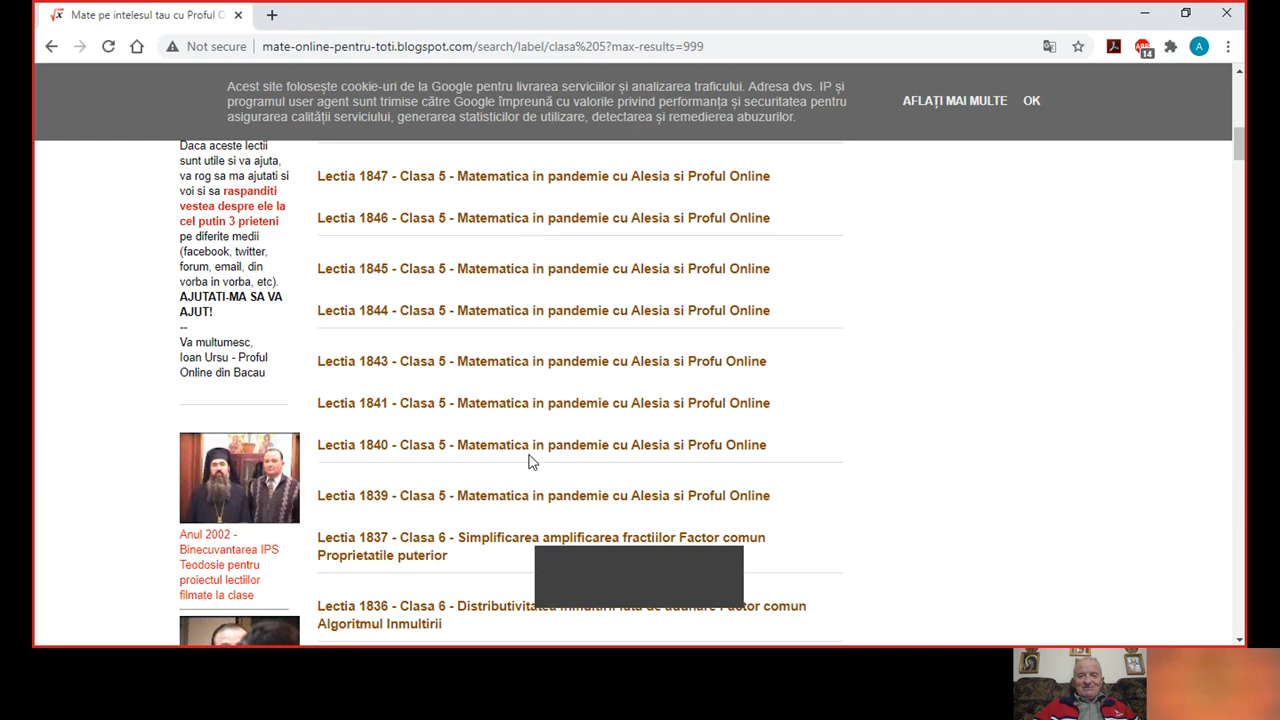 Mate pe intelesul tau cu Proful O
Not secure
mate-online-pentru-toti.blogspot.com/search/label/clasa%205?max-results=999
14
A
Acest site folosește cookie-uri de la Google pentru livrarea serviciilor și analizarea traficului. Adresa dvs. IP și
programul user agent sunt trimise către Google împreună cu valorile privind performanța și securitatea pentru
asigurarea calității serviciului, generarea statisticilor de utilizare, detectarea și remedierea abuzurilor.
AFLAȚI MAI MULTE
OK
Daca aceste lectii
sunt utile si va ajuta,
va rog sa ma ajutati si
voi si sa raspanditi
vestea despre ele la
cel putin 3 prieteni
pe diferite medii
(facebook, twitter,
forum, email, din
vorba in vorba, etc).
AJUTATI-MA SA VA
AJUT!
--
Va multumesc,
Ioan Ursu - Proful
Online din Bacau
Anul 2002 -
Binecuvantarea IPS
Teodosie pentru
proiectul lectiilor
filmate la clase
Lectia 1847 - Clasa 5 - Matematica in pandemie cu Alesia si Proful Online
Lectia 1846 - Clasa 5 - Matematica in pandemie cu Alesia si Proful Online
Lectia 1845 - Clasa 5 - Matematica in pandemie cu Alesia si Proful Online
Lectia 1844 - Clasa 5 - Matematica in pandemie cu Alesia si Proful Online
Lectia 1843 - Clasa 5 - Matematica in pandemie cu Alesia si Profu Online
Lectia 1841 - Clasa 5 - Matematica in pandemie cu Alesia si Proful Online
Lectia 1840 - Clasa 5 - Matematica in pandemie cu Alesia si Profu Online
Lectia 1839 - Clasa 5 - Matematica in pandemie cu Alesia si Proful Online
Lectia 1837 - Clasa 6 - Simplificarea amplificarea fractiilor Factor comun
Proprietatile puterior
Lectia 1836 - Clasa 6 - Distributivitatea inmultirii fata de adunare Factor comun
Algoritmul Inmultirii